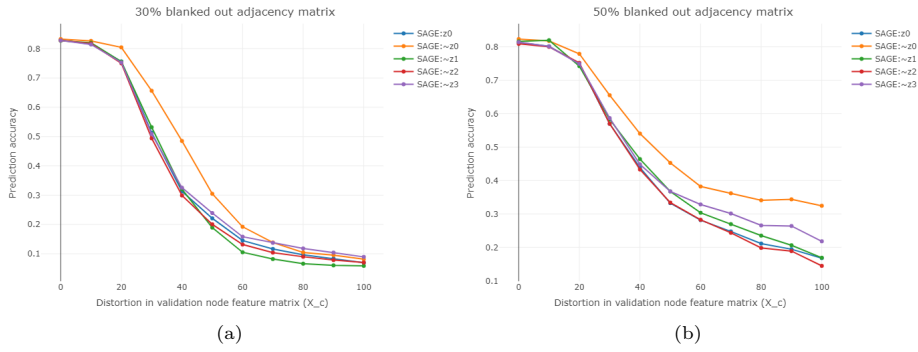 30% blanked out adjacency matrix
SAGE:z0
SAGE:~z0
SAGE:~z1
SAGE:~z2
SAGE:~z3
0.8
0.7
0.6
0.5
0.4
0.3
0.2
0.1
Prediction accuracy
0 20 40 60 80 100
Distortion in validation node feature matrix (X_c)
(a)
50% blanked out adjacency matrix
SAGE:z0
SAGE:~z0
SAGE:~z1
SAGE:~z2
SAGE:~z3
0.8
0.7
0.6
0.5
0.4
0.3
0.2
0.1
Prediction accuracy
0 20 40 60 80 100
Distortion in validation node feature matrix (X_c)
(b)